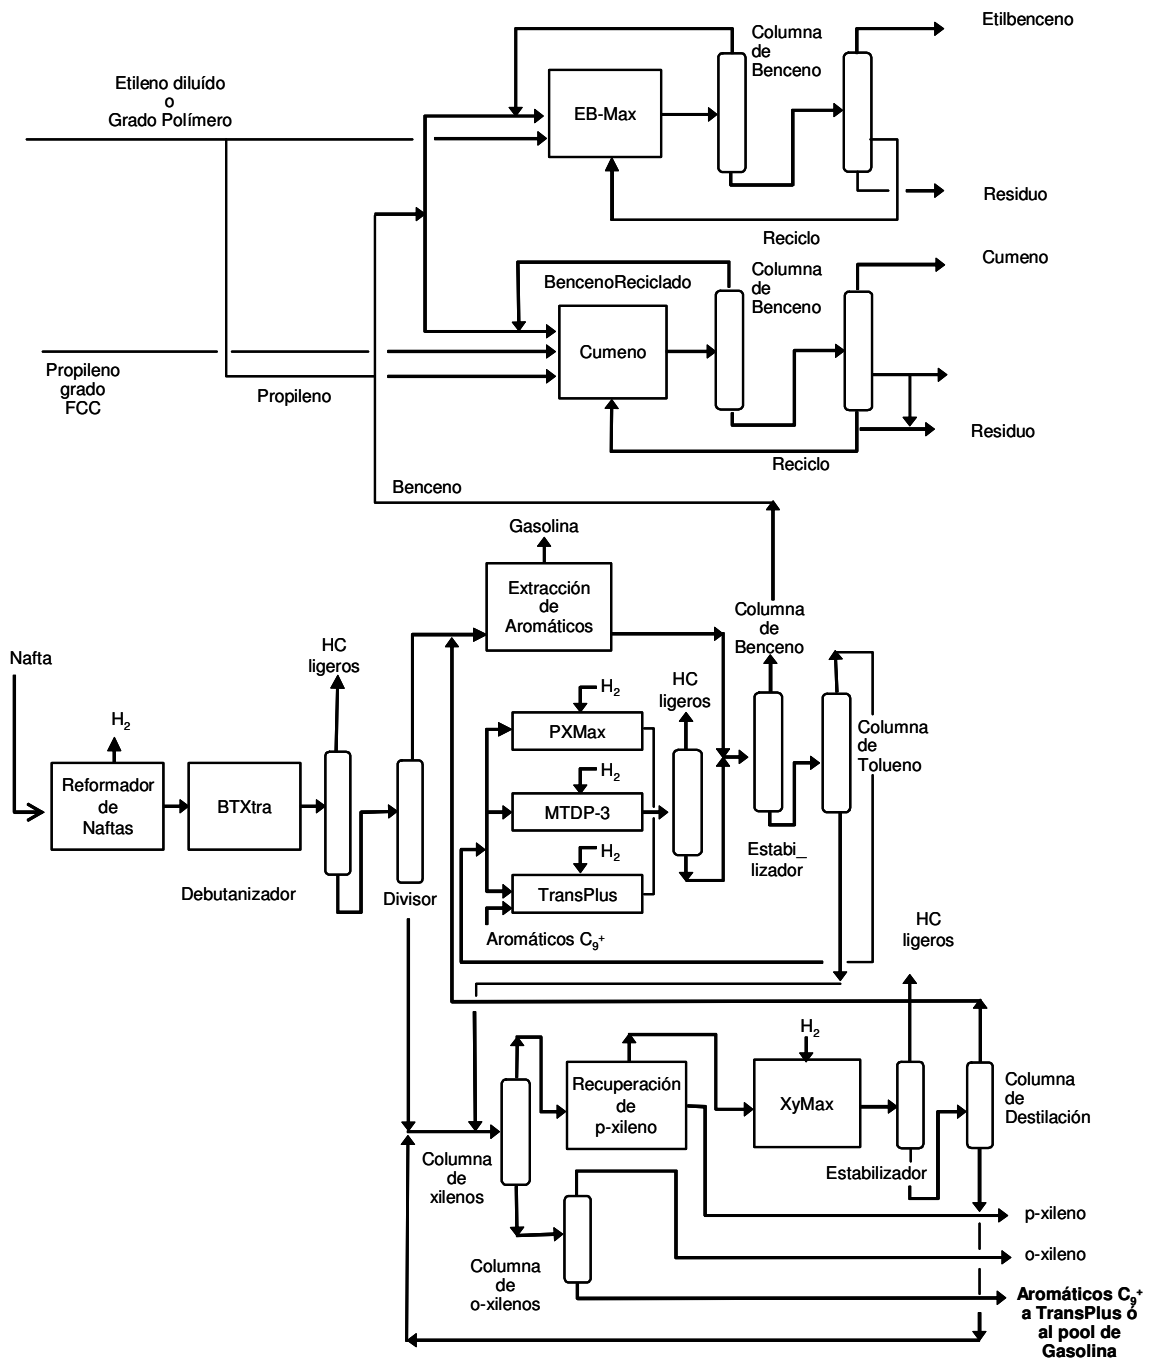 Etilbenceno
Columna
de
Benceno
Etileno diluído
o
Grado Polímero
EB-Max
Residuo
Reciclo
Cumeno
Columna
de
Benceno
BencenoReciclado
Cumeno
Propileno
grado
FCC
Propileno
Residuo
Reciclo
Benceno
Gasolina
Extracción
de
Aromáticos
Columna
de
Benceno
HC
ligeros
Nafta
H2
HC
ligeros
H2
PXMax
Columna
de
Tolueno
Reformador
de
Naftas
BTXtra
H2
MTDP-3
Estabi_
lizador
H2
TransPlus
Debutanizador
Divisor
Aromáticos C9+
HC
ligeros
H2
Recuperación
de
p-xileno
XyMax
Columna
de
Destilación
Columna
de
xilenos
Estabilizador
p-xileno
o-xileno
Columna
de
o-xilenos
Aromáticos C9+
a TransPlus ó
al pool de
Gasolina